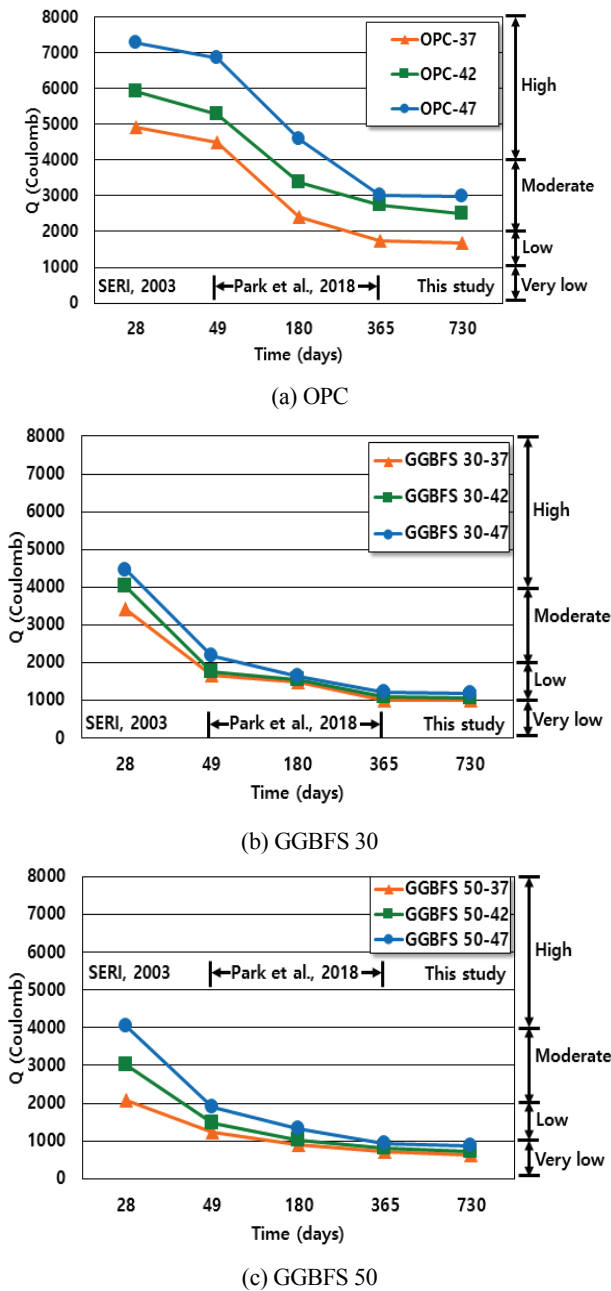 8000
7000
6000
5000
4000
3000
2000
1000
0
Q (Coulomb)
OPC-37
OPC-42
OPC-47
High
Moderate
Low
Very low
SERI, 2003
Park et al., 2018
This study
28
49
180
365
730
Time (days)
(a) OPC
8000
7000
6000
5000
4000
3000
2000
1000
0
Q (Coulomb)
GGBFS 30-37
GGBFS 30-42
GGBFS 30-47
High
Moderate
Low
Very low
SERI, 2003
Park et al., 2018
This study
28
49
180
365
730
Time (days)
(b) GGBFS 30
8000
7000
6000
5000
4000
3000
2000
1000
0
Q (Coulomb)
GGBFS 50-37
GGBFS 50-42
GGBFS 50-47
SERI, 2003
Park et al., 2018
This study
High
Moderate
Low
Very low
28
49
180
365
730
Time (days)
(c) GGBFS 50